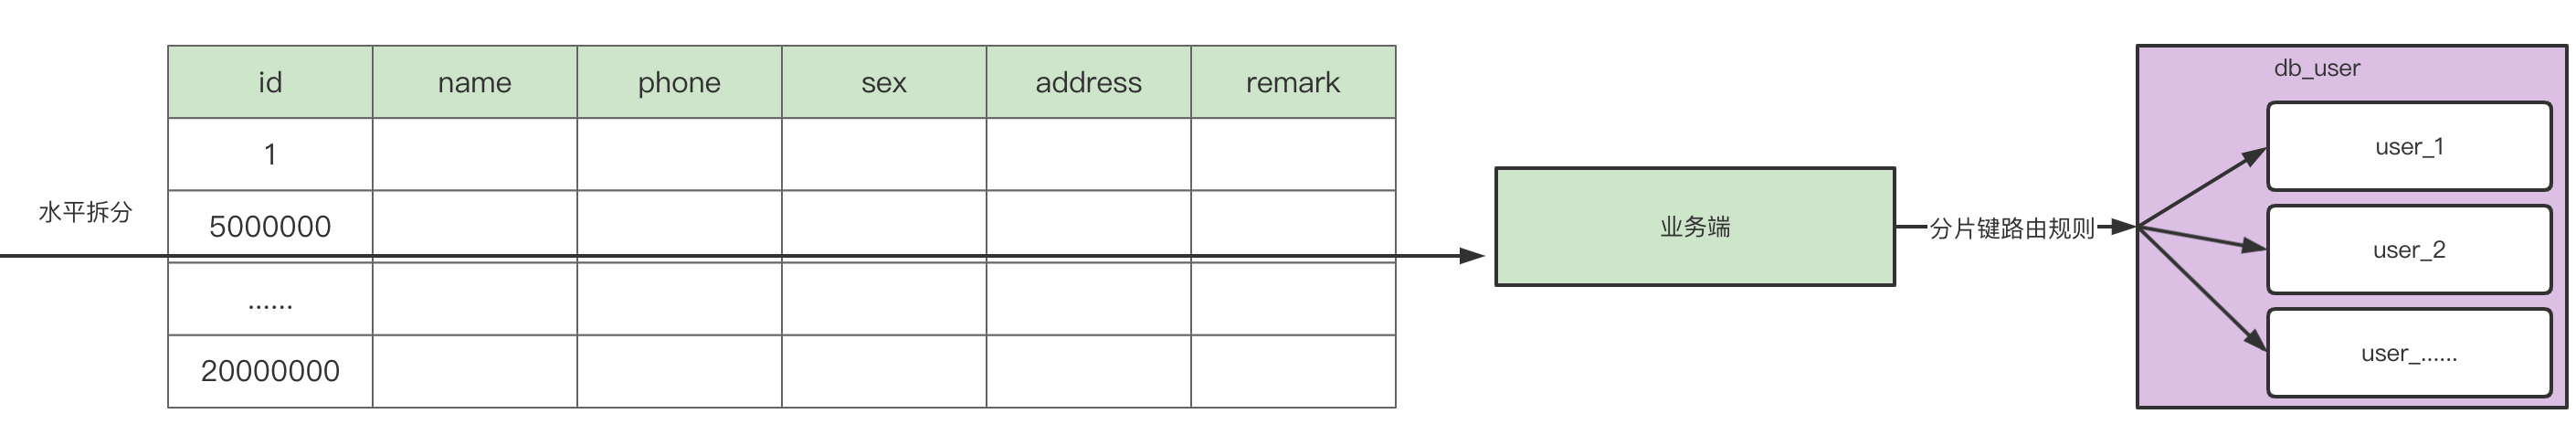 水平拆分
id name phone sex address remark
1
5000000
......
20000000
业务端
分片键路由规则
db_user
user_1
user_2
user_......